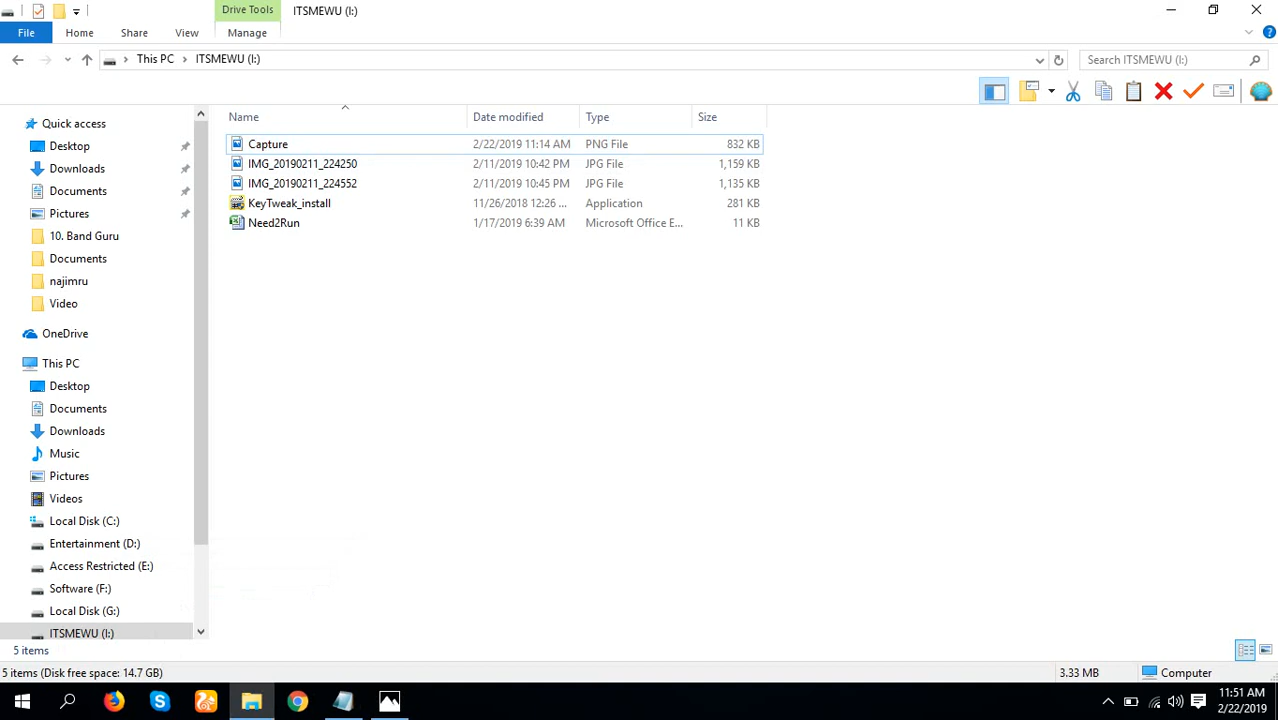 Drive Tools
ITSMEWU (I:)
File
Home
Share
View
Manage
This PC
ITSMEWU (I:)
Search ITSMEWU (I:)
Name
Date modified
Type
Size
Capture
2/22/2019 11:14 AM
PNG File
832 KB
IMG_20190211_224250
2/11/2019 10:42 PM
JPG File
1,159 KB
IMG_20190211_224552
2/11/2019 10:45 PM
JPG File
1,135 KB
KeyTweak_install
11/26/2018 12:26 ...
Application
281 KB
Need2Run
1/17/2019 6:39 AM
Microsoft Office E...
11 KB
Quick access
Desktop
Downloads
Documents
Pictures
10. Band Guru
Documents
najimru
Video
OneDrive
This PC
Desktop
Documents
Downloads
Music
Pictures
Videos
Local Disk (C:)
Entertainment (D:)
Access Restricted (E:)
Software (F:)
Local Disk (G:)
ITSMEWU (I:)
5 items
5 items (Disk free space: 14.7 GB)
3.33 MB
Computer
11:51 AM
2/22/2019